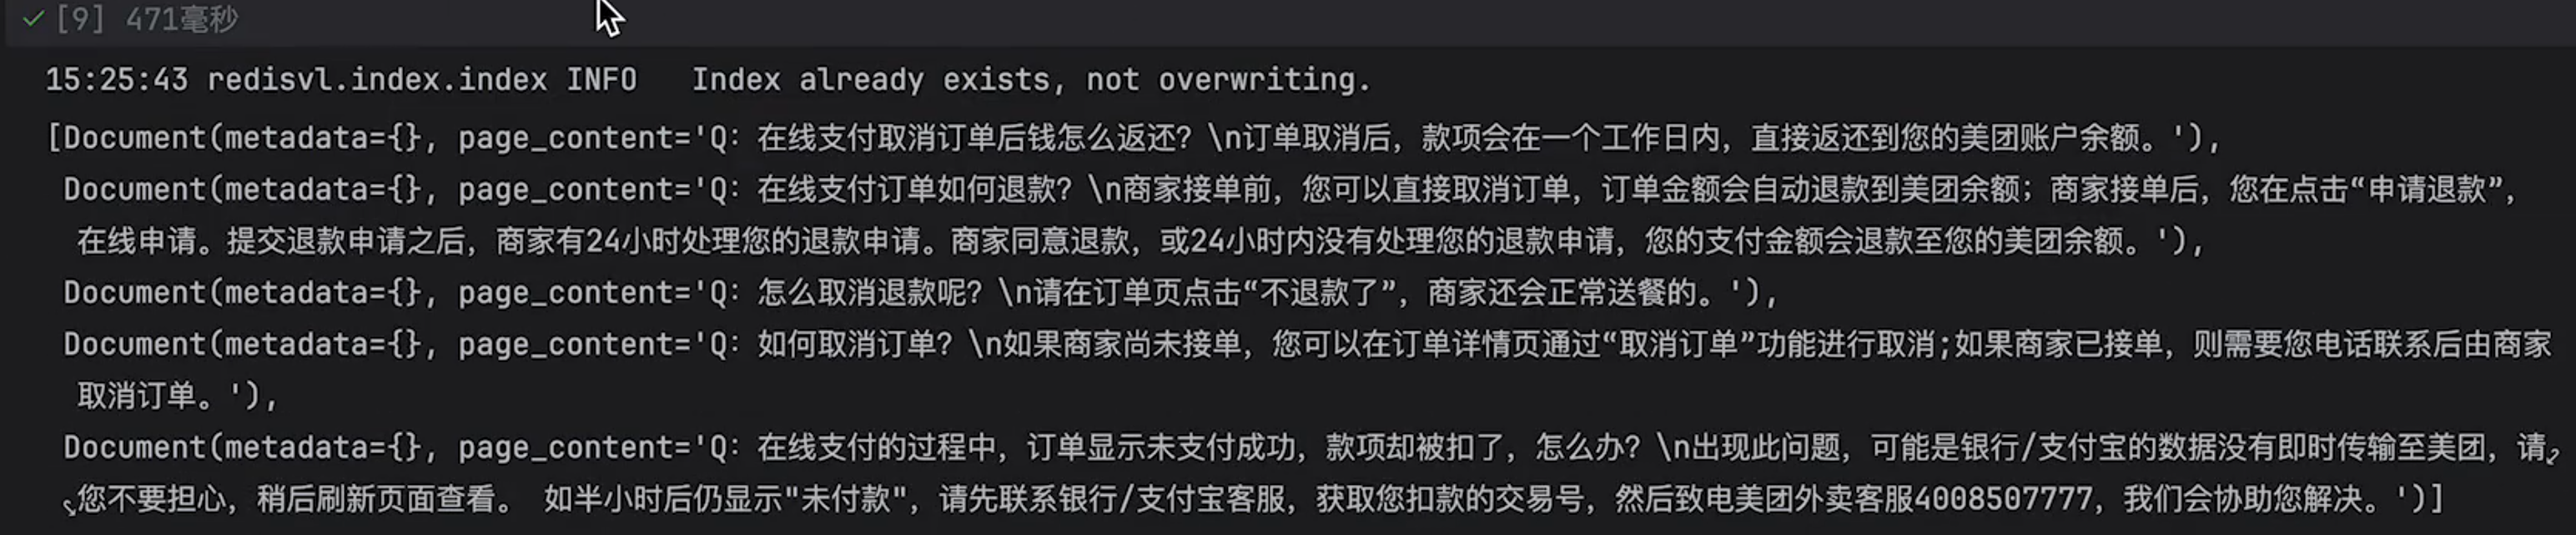 [9] 471毫秒
15:25:43 redisvl.index.index INFO   Index already exists, not overwriting.
[Document(metadata={}, page_content='Q：在线支付取消订单后钱怎么返还？\n订单取消后，款项会在一个工作日内，直接返还到您的美团账户余额。'),
Document(metadata={}, page_content='Q：在线支付订单如何退款？\n商家接单前，您可以直接取消订单，订单金额会自动退款到美团余额；商家接单后，您在点击“申请退款”，
在线申请。提交退款申请之后，商家有24小时处理您的退款申请。商家同意退款，或24小时内没有处理您的退款申请，您的支付金额会退款至您的美团余额。'),
Document(metadata={}, page_content='Q：怎么取消退款呢？\n请在订单页点击“不退款了”，商家还会正常送餐的。'),
Document(metadata={}, page_content='Q：如何取消订单？\n如果商家尚未接单，您可以在订单详情页通过“取消订单”功能进行取消;如果商家已接单，则需要您电话联系后由商家
取消订单。'),
Document(metadata={}, page_content='Q：在线支付的过程中，订单显示未支付成功，款项却被扣了，怎么办？\n出现此问题，可能是银行/支付宝的数据没有即时传输至美团，请
您不要担心，稍后刷新页面查看。 如半小时后仍显示"未付款"，请先联系银行/支付宝客服，获取您扣款的交易号，然后致电美团外卖客服4008507777，我们会协助您解决。')]